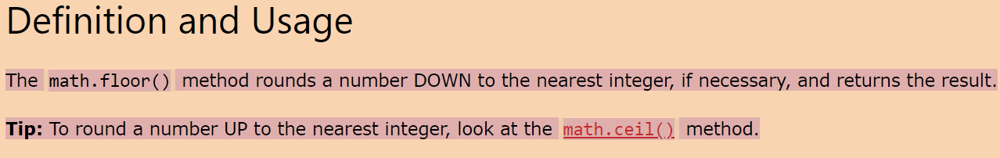 Definition and Usage
The math.floor() method rounds a number DOWN to the nearest integer, if necessary, and returns the result.
Tip: To round a number UP to the nearest integer, look at the math.ceil() method.